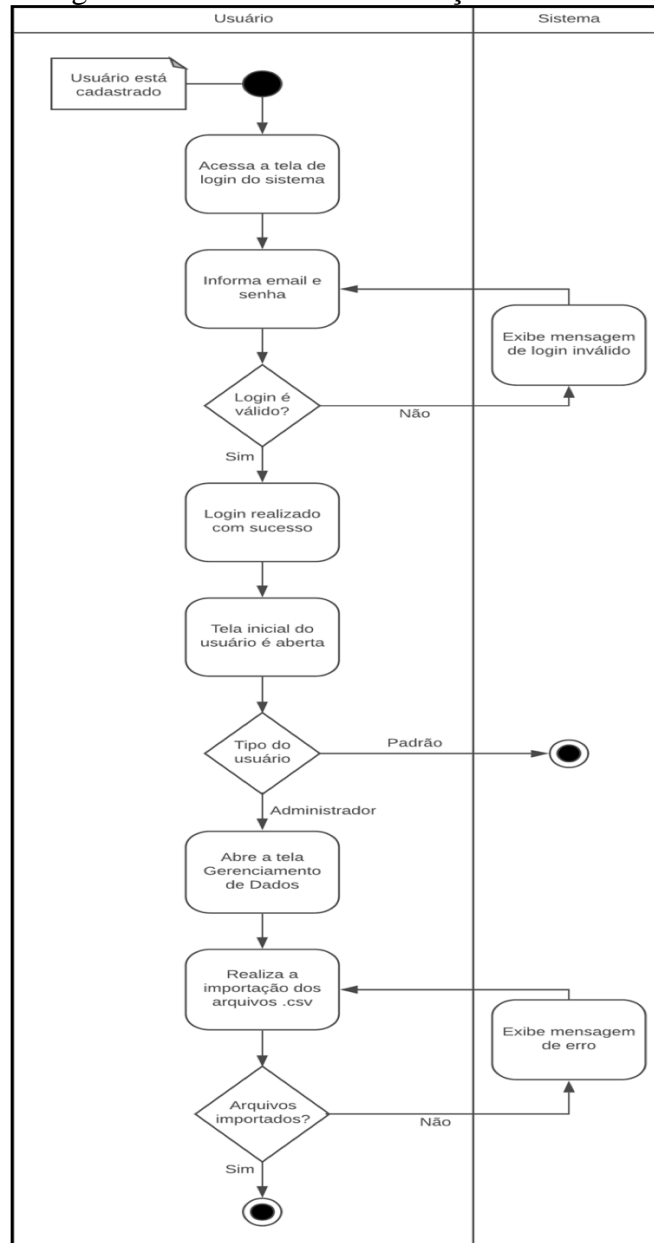 Usuário
Sistema
Usuário está
cadastrado
Acessa a tela de
login do sistema
Informa email e
senha
Exibe mensagem
de login inválido
Login é
válido?
Não
Sim
Login realizado
com sucesso
Tela inicial do
usuário é aberta
Tipo do
usuário
Padrão
Administrador
Abre a tela
Gerenciamento
de Dados
Realiza a
importação dos
arquivos .csv
Exibe mensagem
de erro
Arquivos
importados?
Não
Sim